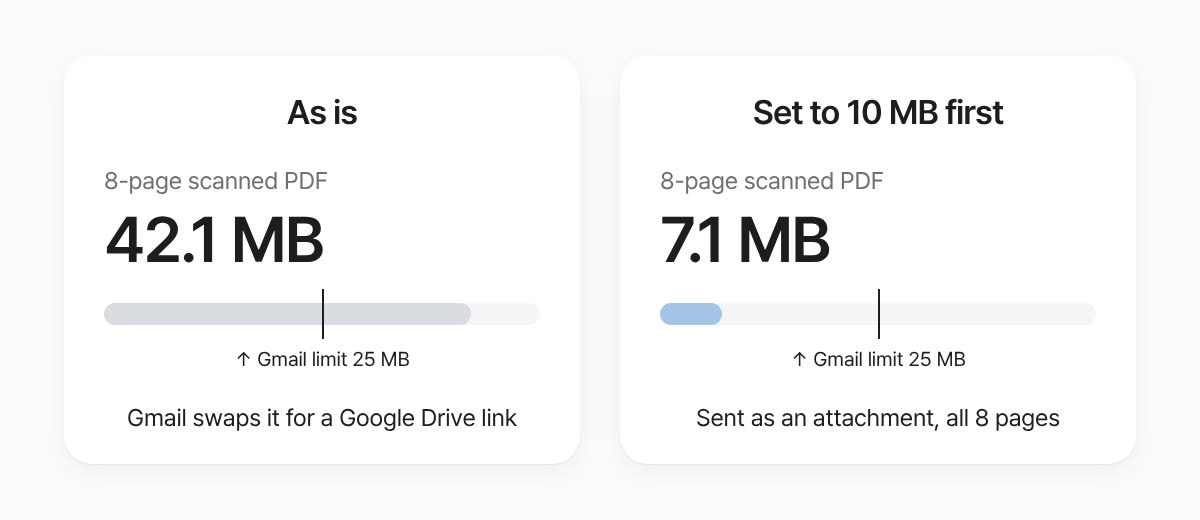 As is
8-page scanned PDF
42.1 MB
↑ Gmail limit 25 MB
Gmail swaps it for a Google Drive link
Set to 10 MB first
8-page scanned PDF
7.1 MB
↑ Gmail limit 25 MB
Sent as an attachment, all 8 pages